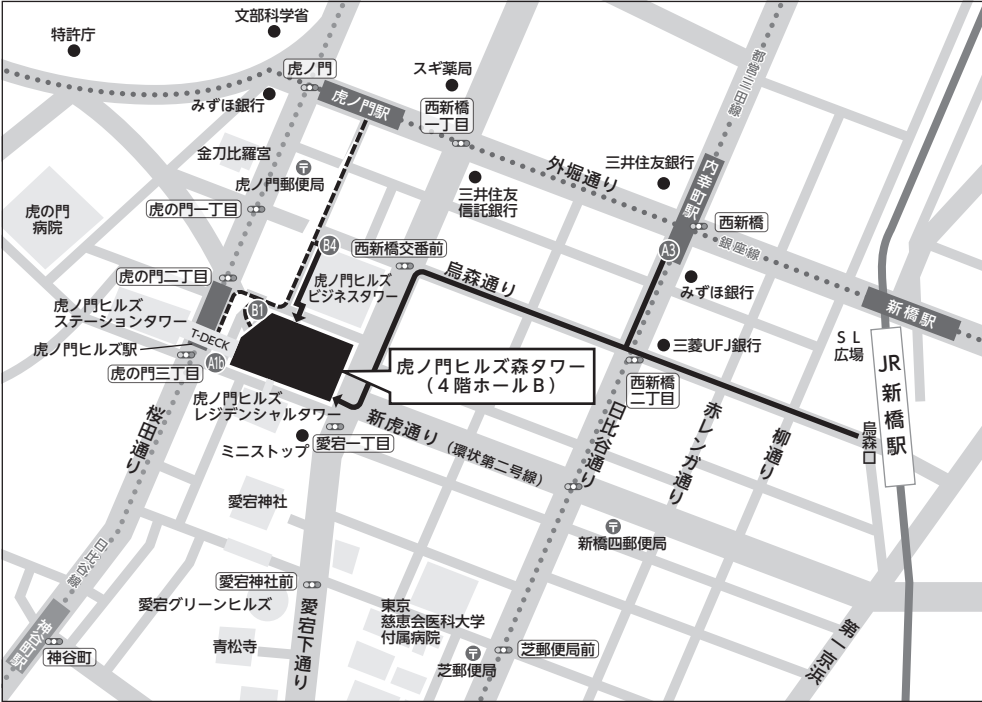 文部科学省
特許庁
虎ノ門
スギ薬局
都営三田線
みずほ銀行
虎ノ門駅
西新橋
一丁目
金刀比羅宮
虎ノ門郵便局
外堀通り
三井住友銀行
内幸町駅
三井住友
信託銀行
虎の門
病院
虎の門一丁目
西新橋
銀座線
B4
西新橋交番前
A3
虎の門二丁目
虎ノ門ヒルズ
ビジネスタワー
烏森通り
みずほ銀行
新橋駅
虎ノ門ヒルズ
ステーションタワー
B1
T-DECK
虎ノ門ヒルズ駅
A1b
虎の門三丁目
三菱UFJ銀行
SL
広場
JR新橋駅
虎ノ門ヒルズ森タワー
(4階ホールB)
西新橋
二丁目
虎ノ門ヒルズ
レジデンシャルタワー
新虎通り(環状第二号線)
日比谷通り
赤レンガ通り
柳通り
烏森口
桜田通り
ミニストップ
愛宕一丁目
愛宕神社
新橋四郵便局
日比谷線
愛宕神社前
愛宕グリーンヒルズ
愛宕下通り
東京
慈恵会医科大学
付属病院
第一京浜
神谷町駅
神谷町
青松寺
芝郵便局
芝郵便局前